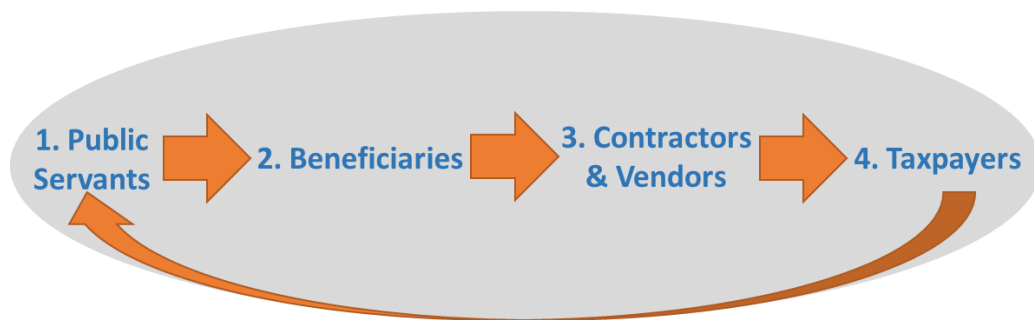 1. Public
Servants
2. Beneficiaries
3. Contractors
& Vendors
4. Taxpayers